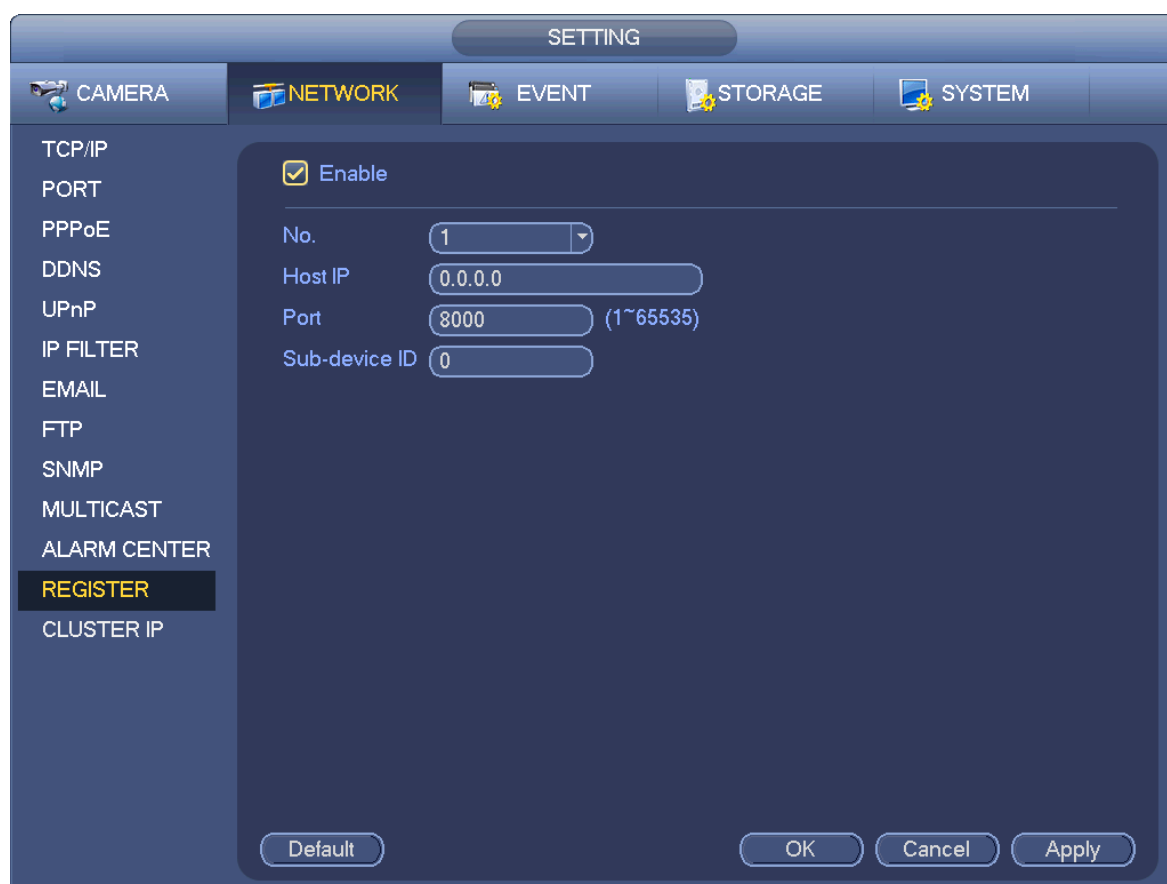 SETTING
CAMERA NETWORK EVENT STORAGE SYSTEM
TCP/IP
PORT
PPPoE
DDNS
UPnP
IP FILTER
EMAIL
FTP
SNMP
MULTICAST
ALARM CENTER
REGISTER
CLUSTER IP
Enable
No. 1
Host IP 0.0.0.0
Port 8000 (1~65535)
Sub-device ID 0
Default OK Cancel Apply